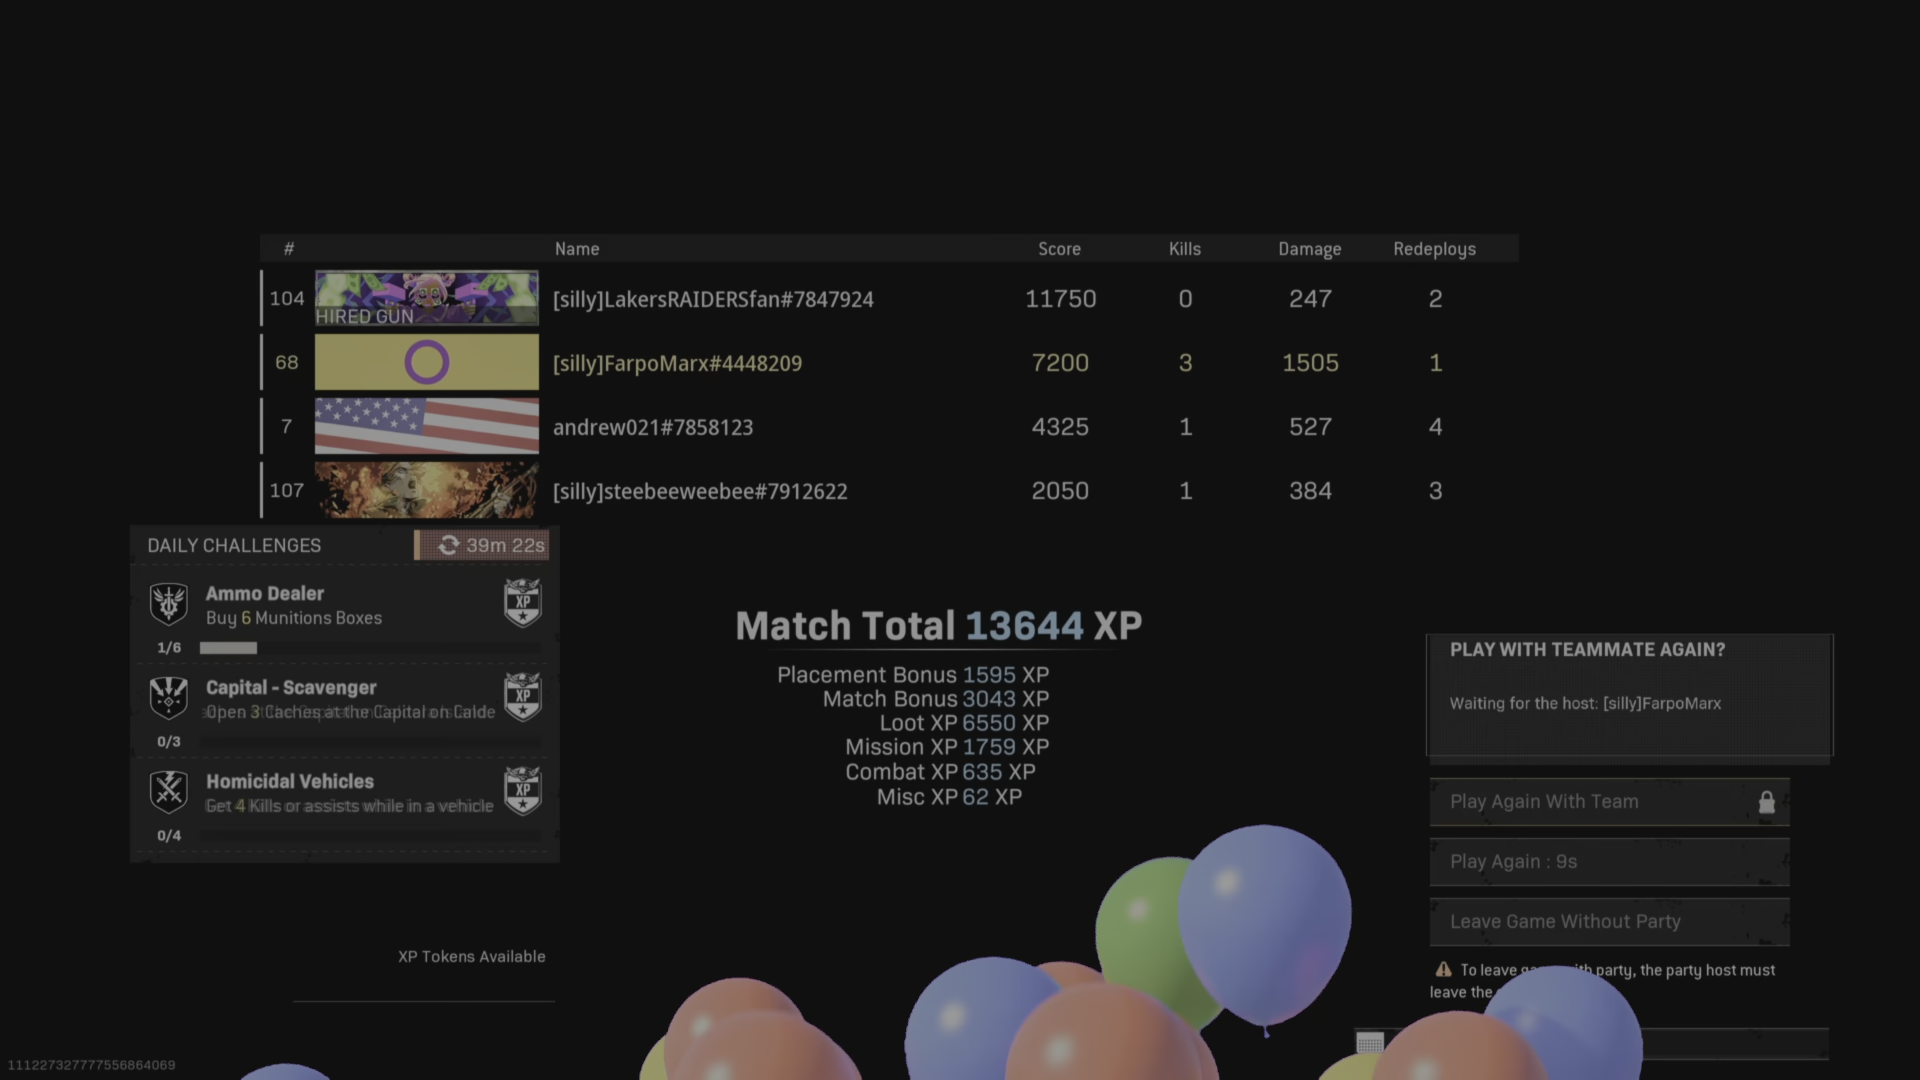 # Name Score Kills Damage Redeploys
104 HIRED GUN [silly]LakersRAIDERSfan#7847924 11750 0 247 2
68 [silly]FarpoMarx#4448209 7200 3 1505 1
7 andrew021#7858123 4325 1 527 4
107 [silly]steebeeweebee#7912622 2050 1 384 3
DAILY CHALLENGES 39m 22s
Ammo Dealer
Buy 6 Munitions Boxes
XP
1/6
Capital - Scavenger
Open 3 Caches at the Capital on Calde
XP
0/3
Homicidal Vehicles
Get 4 Kills or assists while in a vehicle
XP
0/4
XP Tokens Available
Match Total 13644 XP
Placement Bonus 1595 XP
Match Bonus 3043 XP
Loot XP 6550 XP
Mission XP 1759 XP
Combat XP 635 XP
Misc XP 62 XP
PLAY WITH TEAMMATE AGAIN?
Waiting for the host: [silly]FarpoMarx
Play Again With Team
Play Again : 9s
Leave Game Without Party
To leave party, the party host must
leave the
111227327777556864069